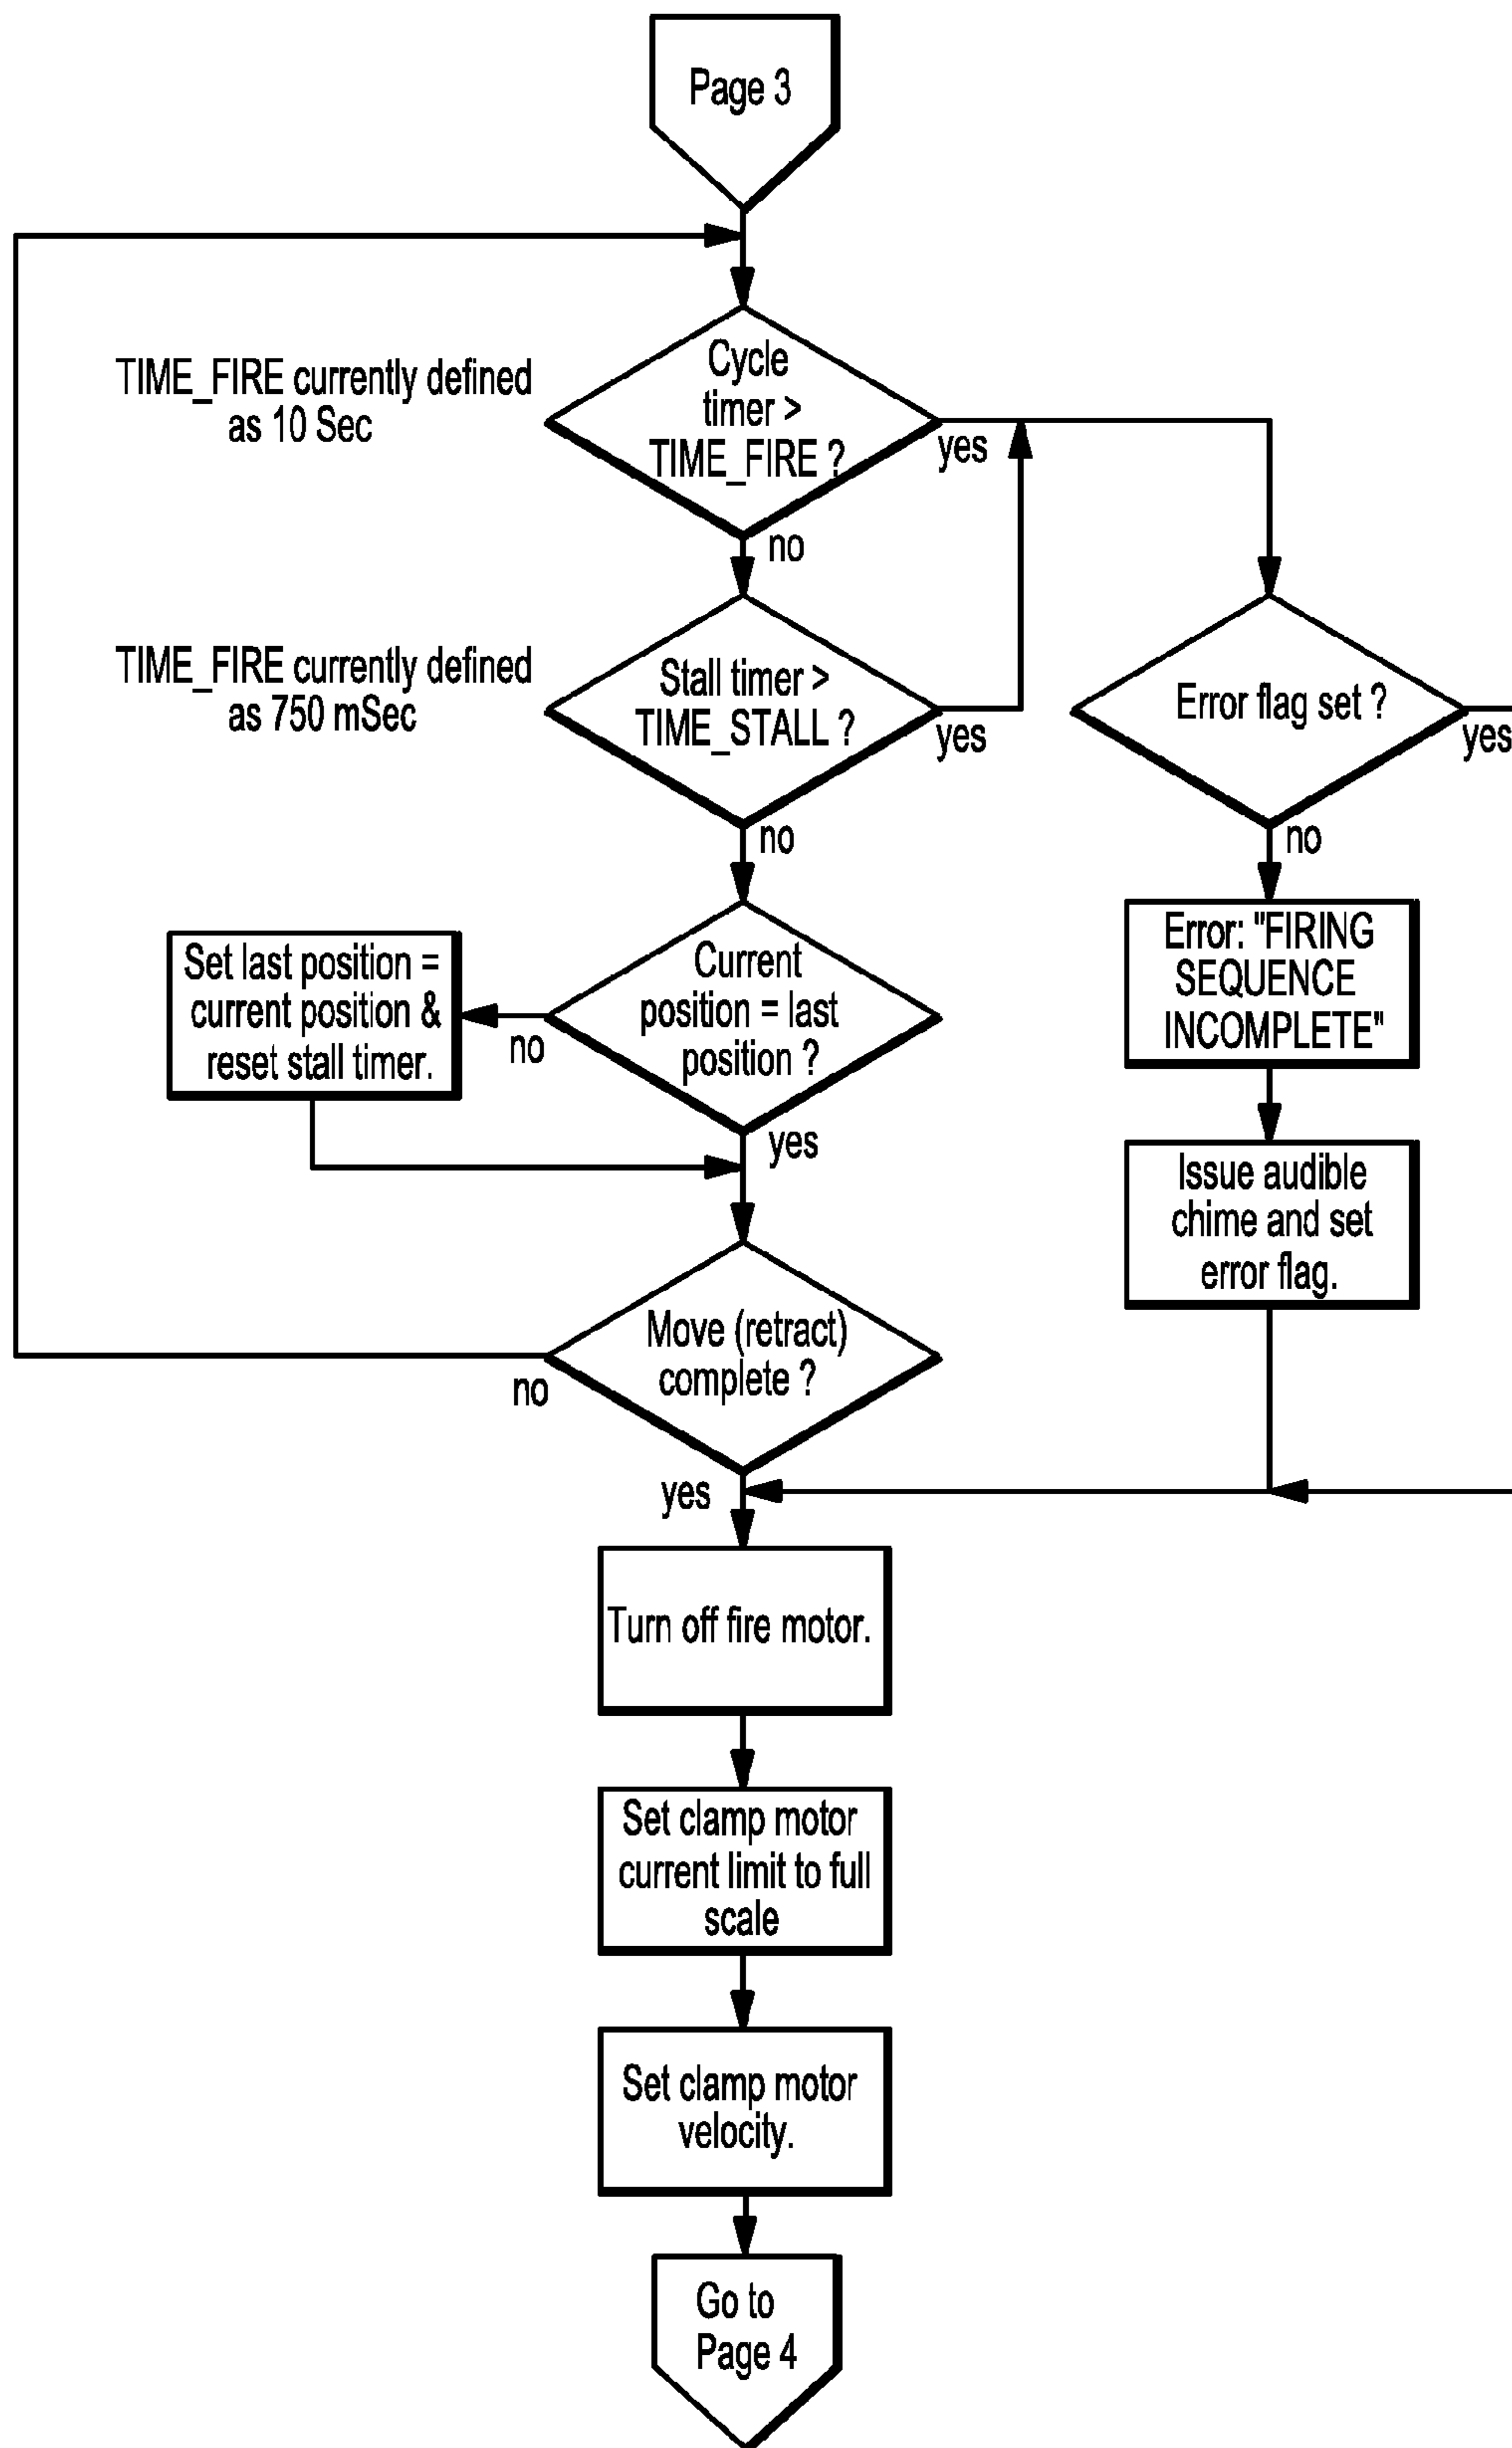 Page 3
TIME_FIRE currently defined
as 10 Sec
Cycle
timer >
TIME_FIRE ?
yes
no
TIME_FIRE currently defined
as 750 mSec
Stall timer >
TIME_STALL ?
yes
no
Error flag set ?
yes
no
Set last position =
current position &
reset stall timer.
Current
position = last
position ?
no
yes
Error: "FIRING
SEQUENCE
INCOMPLETE"
Issue audible
chime and set
error flag.
Move (retract)
complete ?
no
yes
Turn off fire motor.
Set clamp motor
current limit to full
scale
Set clamp motor
velocity.
Go to
Page 4